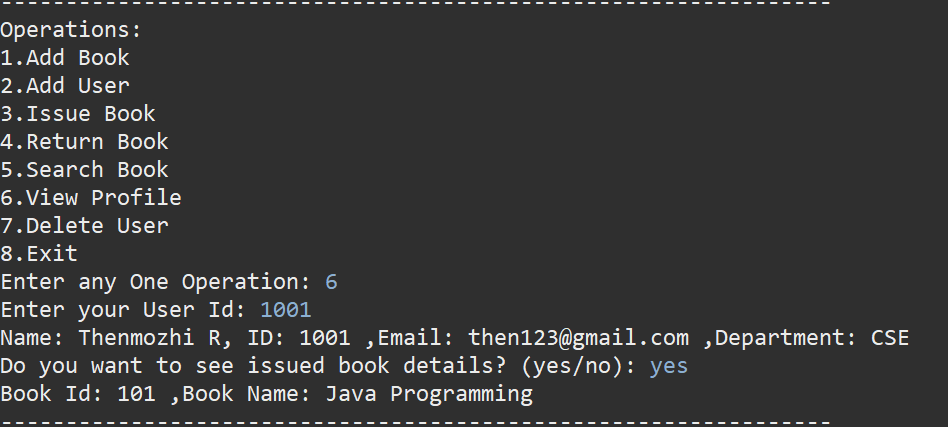 ----------------------------------------------------------------
Operations:
1.Add Book
2.Add User
3.Issue Book
4.Return Book
5.Search Book
6.View Profile
7.Delete User
8.Exit
Enter any One Operation: 6
Enter your User Id: 1001
Name: Thenmozhi R, ID: 1001 ,Email: then123@gmail.com ,Department: CSE
Do you want to see issued book details? (yes/no): yes
Book Id: 101 ,Book Name: Java Programming
----------------------------------------------------------------